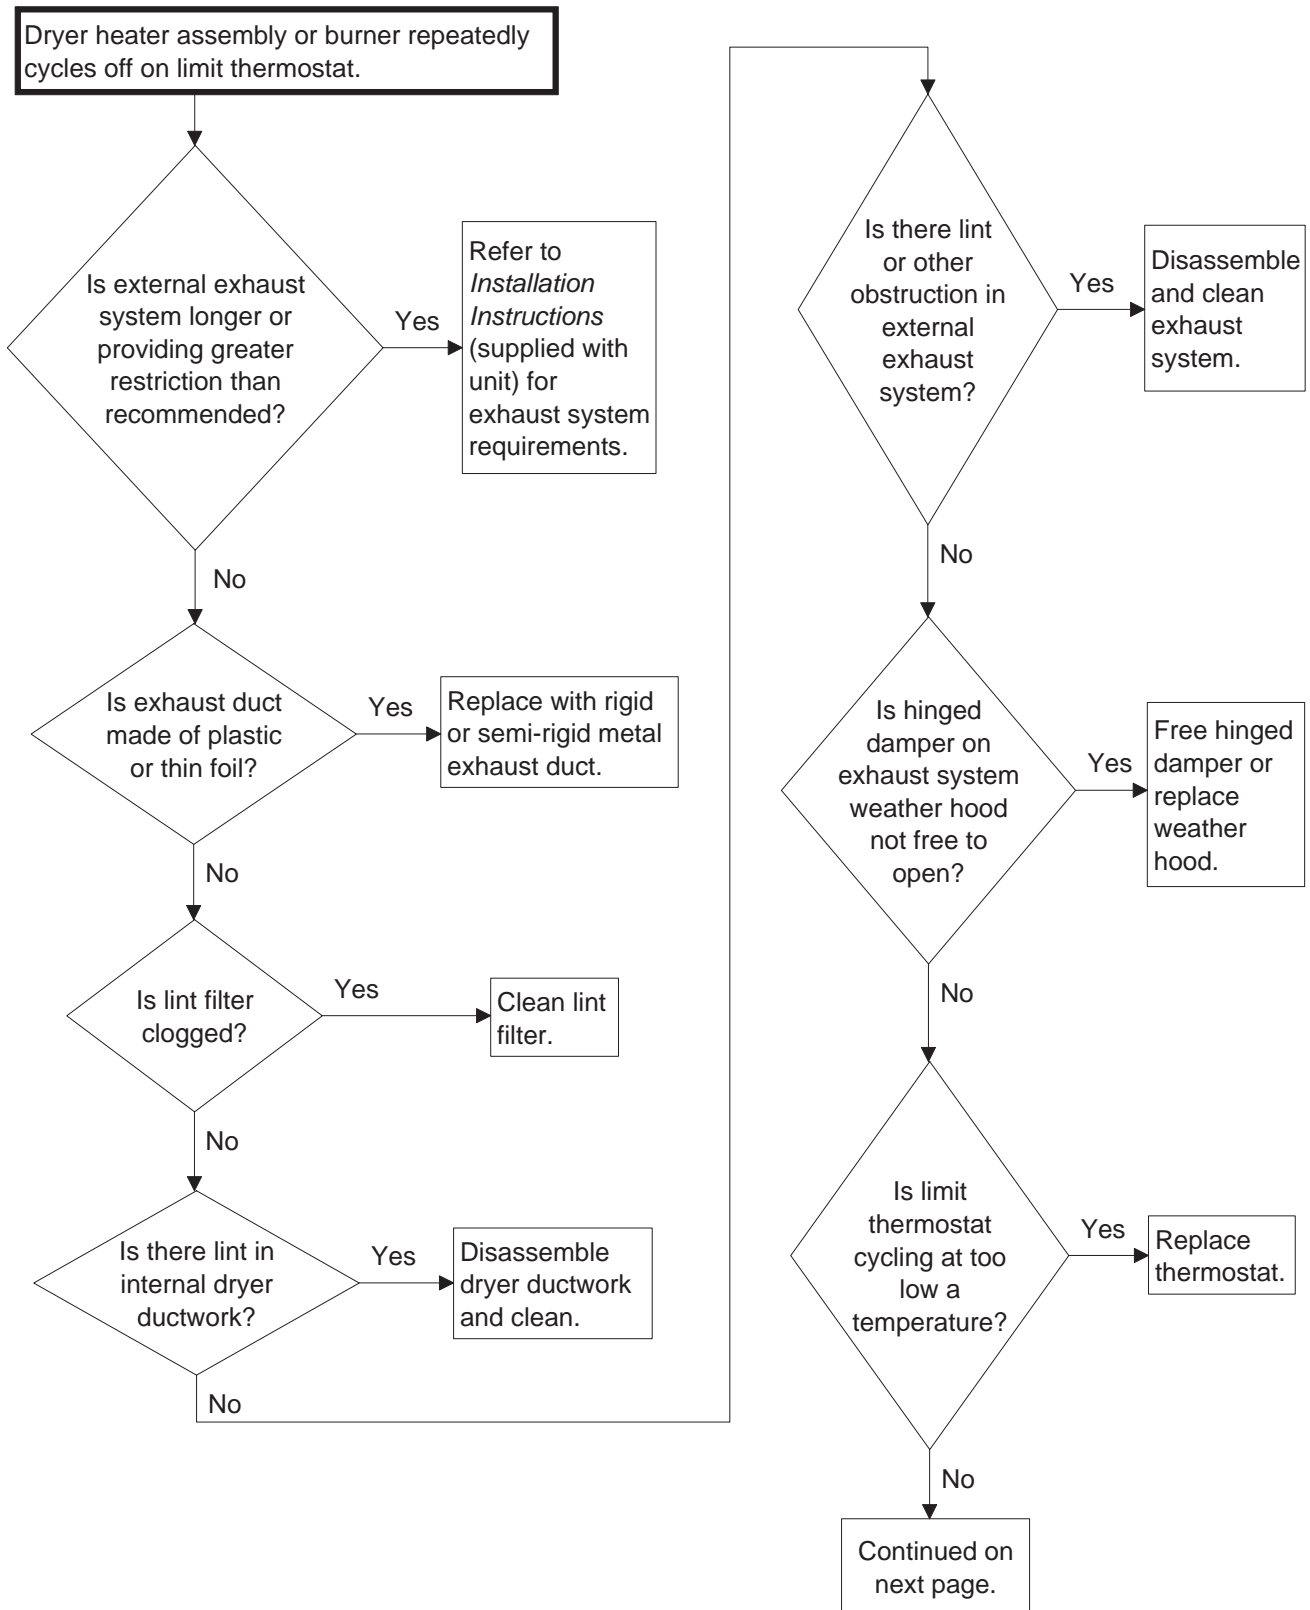 Dryer heater assembly or burner repeatedly
cycles off on limit thermostat.
Is external exhaust
system longer or
providing greater
restriction than
recommended?
Yes
Refer to
Installation
Instructions
(supplied with
unit) for
exhaust system
requirements.
No
Is exhaust duct
made of plastic
or thin foil?
Yes
Replace with rigid
or semi-rigid metal
exhaust duct.
No
Is lint filter
clogged?
Yes
Clean lint
filter.
No
Is there lint in
internal dryer
ductwork?
Yes
Disassemble
dryer ductwork
and clean.
No
Is there lint
or other
obstruction in
external
exhaust
system?
Yes
Disassemble
and clean
exhaust
system.
No
Is hinged
damper on
exhaust system
weather hood
not free to
open?
Yes
Free hinged
damper or
replace
weather
hood.
No
Is limit
thermostat
cycling at too
low a
temperature?
Yes
Replace
thermostat.
No
Continued on
next page.